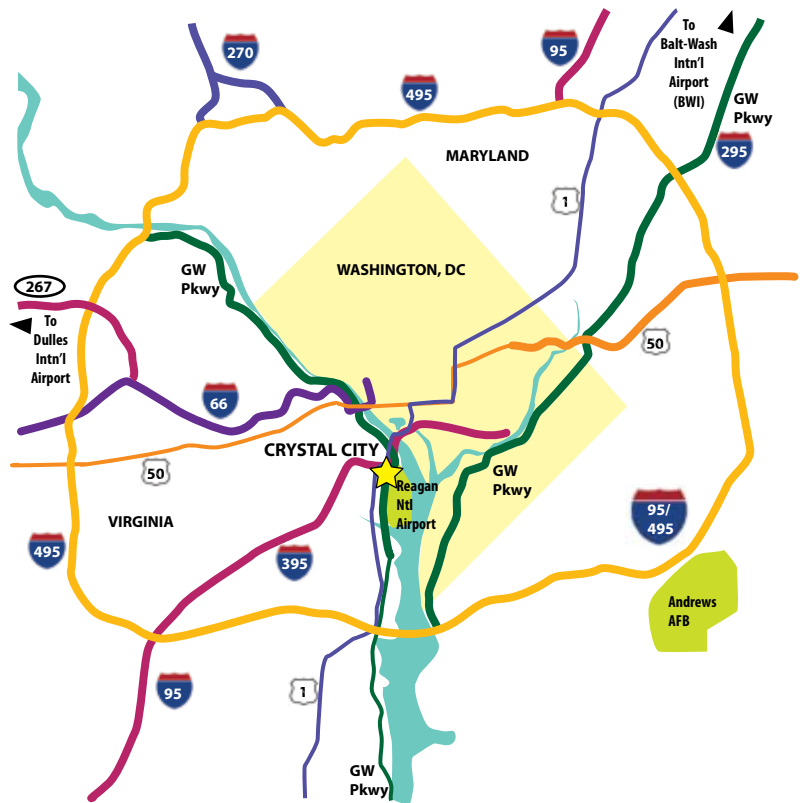 To
Balt-Wash
Intn'l
Airport
(BWI)
270
95
495
GW
Pkwy
295
MARYLAND
1
WASHINGTON, DC
GW
Pkwy
267
To
Dulles
Intn'l
Airport
50
66
CRYSTAL CITY
50
GW
Pkwy
Reagan
Ntl
Airport
VIRGINIA
95/
495
495
395
Andrews
AFB
95
1
GW
Pkwy